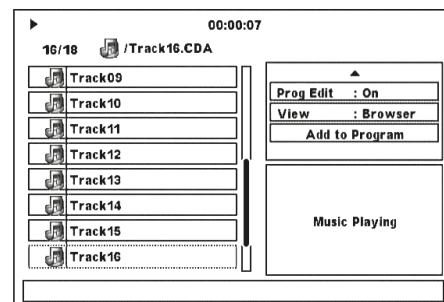 00:00:07
16/18 /Track16.CDA
Track09
Track10
Track11
Track12
Track13
Track14
Track15
Track16
Prog Edit : On
View : Browser
Add to Program
Music Playing